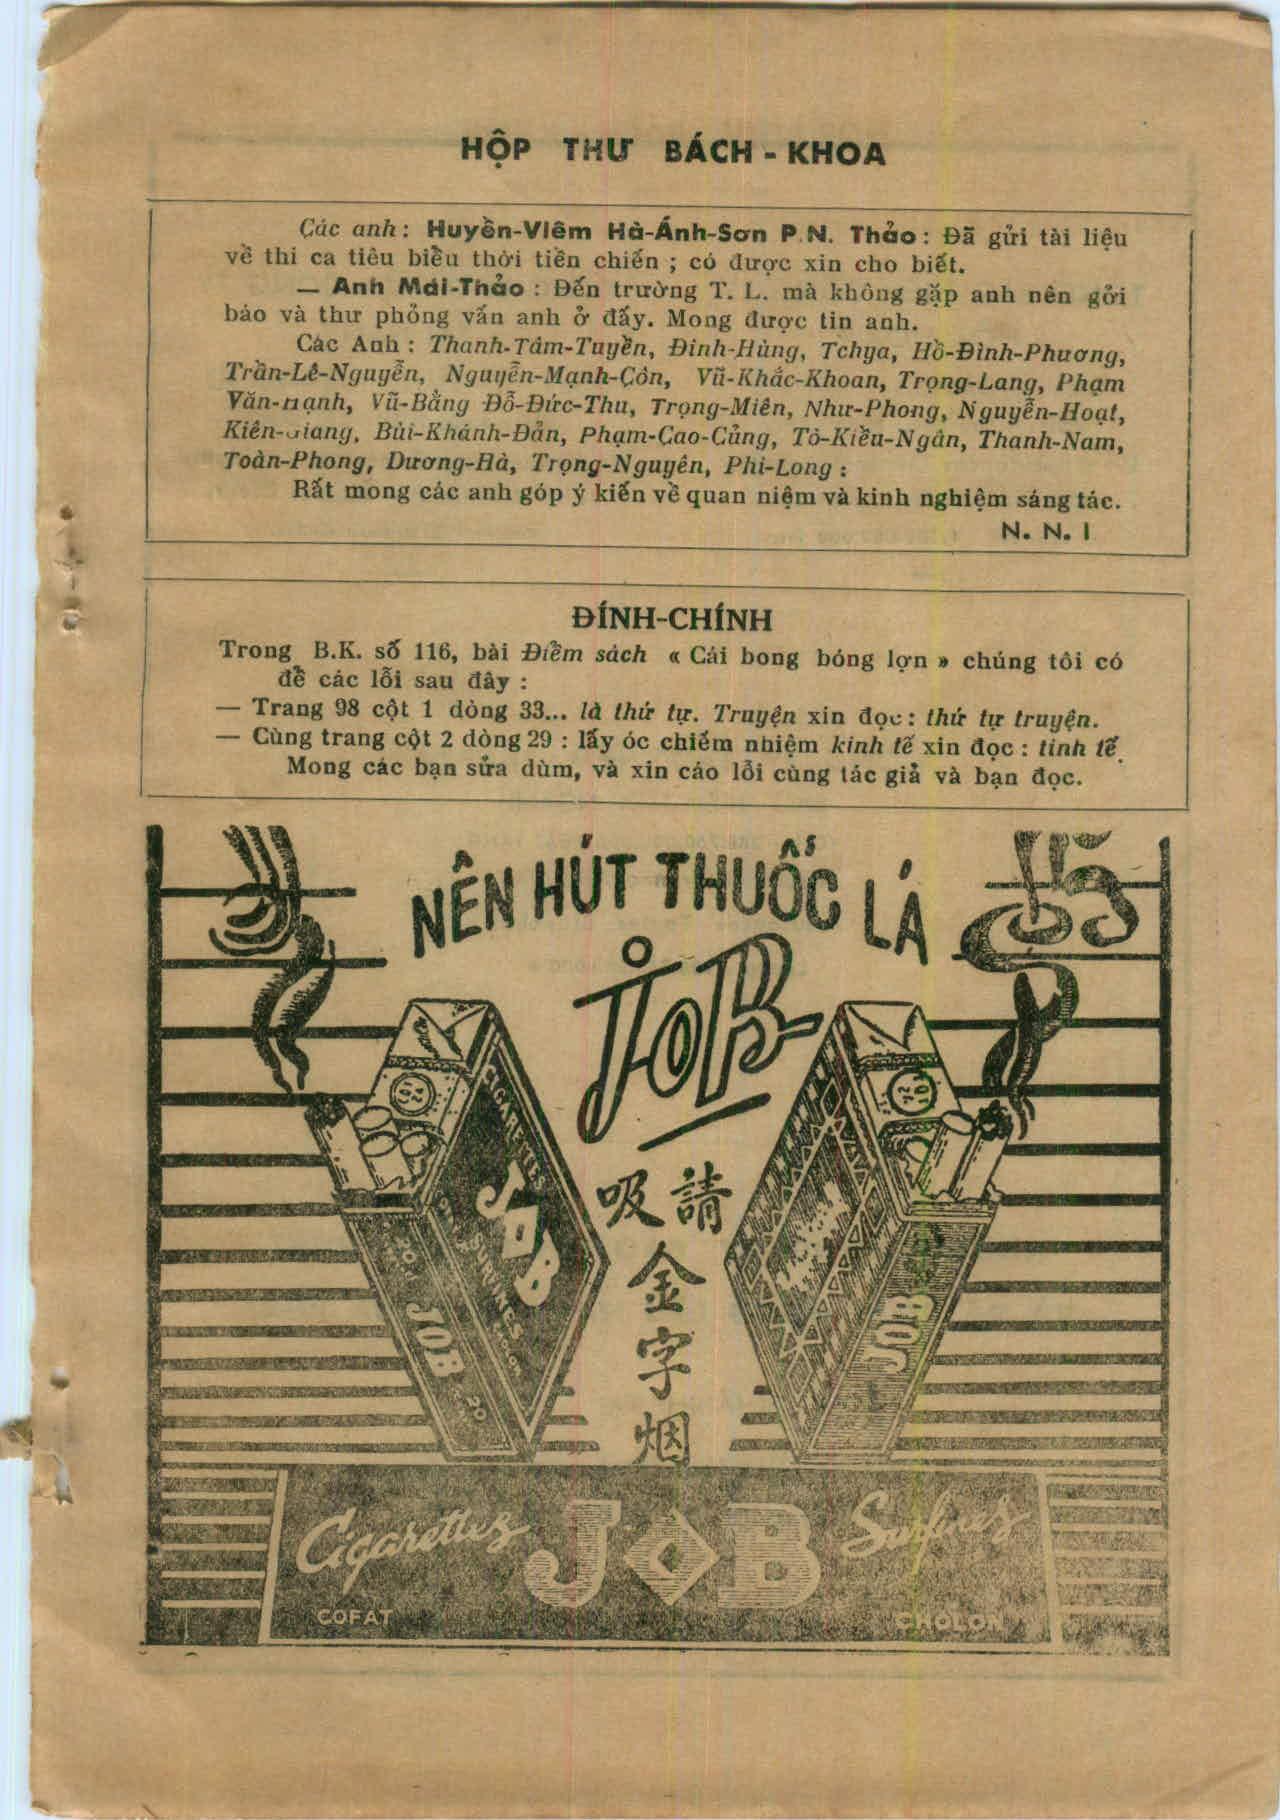 HỘP THƯ BÁCH - KHOA
Các anh : Huyền-Viêm Hà-Ánh-Sơn P.N. Thảo : Đã gửi tài liệu
về thi ca tiêu biểu thời tiền chiến ; có được xin cho biết.
— Anh Mai-Thảo : Đến trường T. L. mà không gặp anh nên gởi
báo và thư phỏng vấn anh ở đấy. Mong được tin anh.
Các Anh : Thanh-Tâm-Tuyền, Đinh-Hùng, Tchya, Hồ-Đình-Phương,
Trần-Lê-Nguyễn, Nguyễn-Mạnh-Côn, Vũ-Khắc-Khoan, Trọng-Lang, Phạm
Văn-Hạnh, Vũ-Bằng Đỗ-Đức-Thu, Trọng-Miên, Như-Phong, Nguyễn-Hoạt,
Kiên-Giang, Bùi-Khánh-Đản, Phạm-Cao-Củng, Tô-Kiều-Ngân, Thanh-Nam,
Toàn-Phong, Dương-Hà, Trọng-Nguyên, Phi-Long :
Rất mong các anh góp ý kiến về quan niệm và kinh nghiệm sáng tác.
N. N. I
ĐÍNH-CHÍNH
Trong B.K. số 116, bài Điểm sách « Cái bong bóng lợn » chúng tôi có
để các lỗi sau đây :
— Trang 98 cột 1 dòng 33... là thứ tự. Truyện xin đọc : thứ tự truyện.
— Cùng trang cột 2 dòng 29 : lấy óc chiếm nhiệm kinh tế xin đọc : tinh tế.
Mong các bạn sửa dùm, và xin cáo lỗi cùng tác giả và bạn đọc.
NÊN HÚT THUỐC LÁ
JOB
請吸
金
字
烟
CIGARETTES
JOB
SURFINES
20 JOB 20
JOB
Cigarettes JOB Surfines
COFAT CHOLON